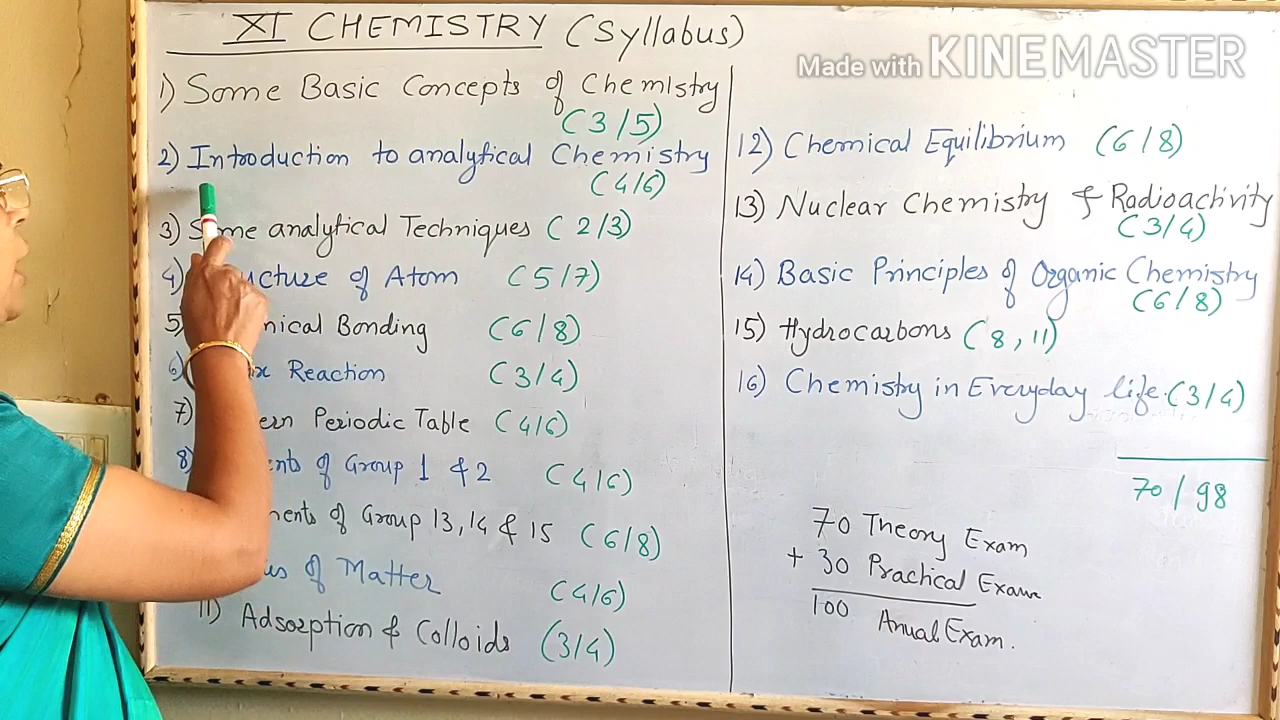 XI CHEMISTRY (Syllabus)
1) Some Basic Concepts of Chemistry
(3/5)
2) Introduction to analytical Chemistry
(4/6)
3) Some analytical Techniques (2/3)
4) ucture of Atom (5/7)
5) mical Bonding (6/8)
6) Reaction (3/4)
7) ern Periodic Table (4/6)
8) ents of Group 1 & 2 (4/6)
ments of Group 13, 14 & 15 (6/8)
of Matter (4/6)
11) Adsorption & Colloids (3/4)
Made with KINEMASTER
12) Chemical Equilibrium (6/8)
13) Nuclear Chemistry & Radioactivity
(3/4)
14) Basic Principles of Organic Chemistry
(6/8)
15) Hydrocarbons (8, 11)
16) Chemistry in Everyday life. (3/4)
70 / 98
70 Theory Exam
+ 30 Practical Exam
100 Anual Exam.